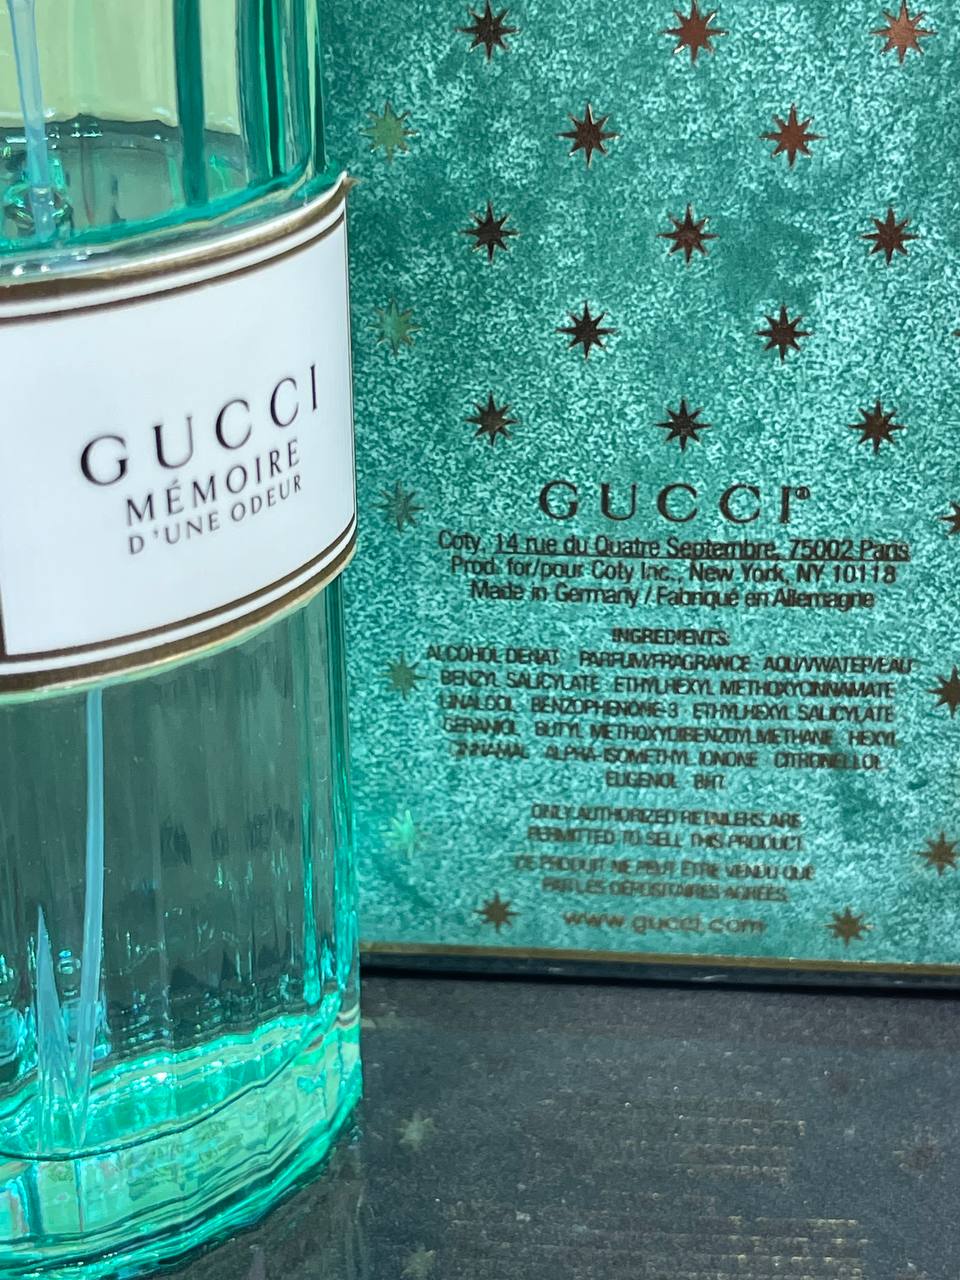 GUCCI
MÉMOIRE
D'UNE ODEUR
GUCCI®
Coty, 14 rue du Quatre Septembre, 75002 Paris
Prod. for/pour Coty Inc., New York, NY 10118
Made in Germany / Fabriqué en Allemagne
INGREDIENTS:
ALCOHOL DENAT. PARFUM/FRAGRANCE AQUA/WATER/EAU
BENZYL SALICYLATE ETHYLHEXYL METHOXYCINNAMATE
LINALOOL BENZOPHENONE-3 ETHYLHEXYL SALICYLATE
GERANIOL BUTYL METHOXYDIBENZOYLMETHANE HEXYL
CINNAMAL ALPHA-ISOMETHYL IONONE CITRONELLOL
EUGENOL BHT.
ONLY AUTHORIZED RETAILERS ARE
PERMITTED TO SELL THIS PRODUCT.
CE PRODUIT NE PEUT ÊTRE VENDU QUE
PAR LES DÉPOSITAIRES AGRÉÉS.
www.gucci.com